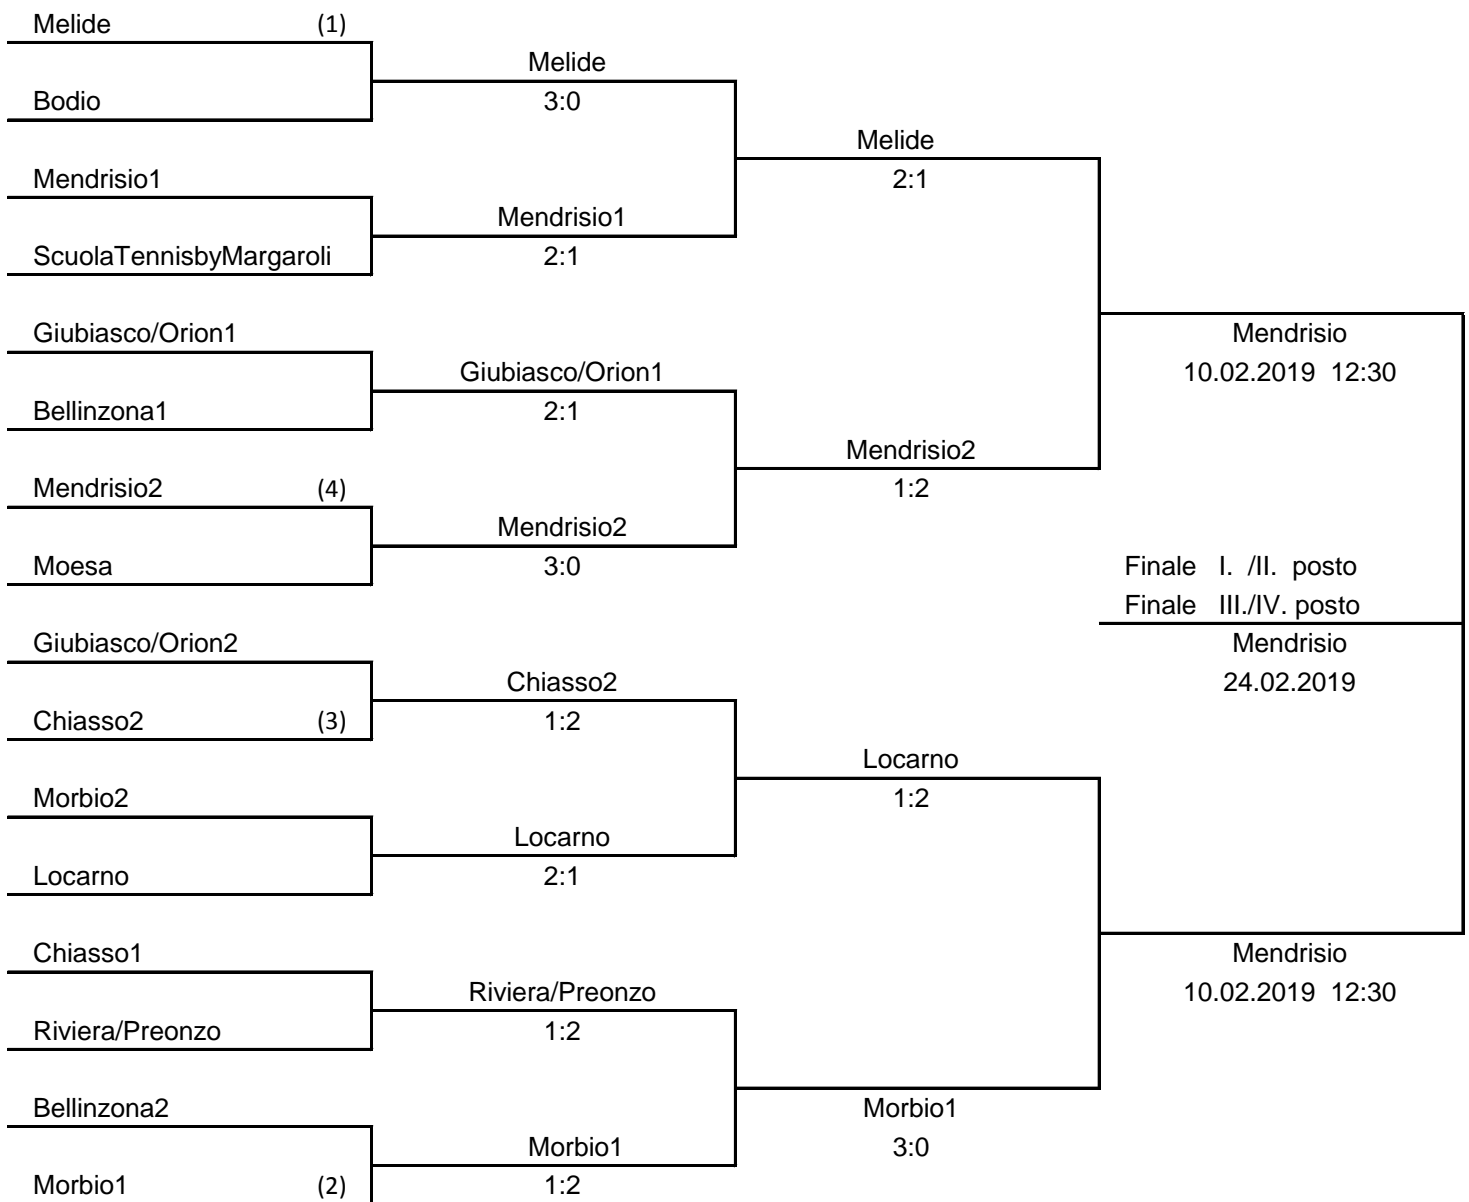 Melide (1)
Melide
Bodio 3:0
Melide
Mendrisio1 2:1
Mendrisio1
ScuolaTennisbyMargaroli 2:1
Giubiasco/Orion1 Mendrisio
Giubiasco/Orion1 10.02.2019 12:30
Bellinzona1 2:1
Mendrisio2
Mendrisio2 (4) 1:2
Mendrisio2
Moesa 3:0 Finale I. /II. posto
Finale III./IV. posto
Giubiasco/Orion2 Mendrisio
Chiasso2 24.02.2019
Chiasso2 (3) 1:2
Locarno
Morbio2 1:2
Locarno
Locarno 2:1
Chiasso1 Mendrisio
Riviera/Preonzo 10.02.2019 12:30
Riviera/Preonzo 1:2
Bellinzona2 Morbio1
Morbio1 3:0
Morbio1 (2) 1:2